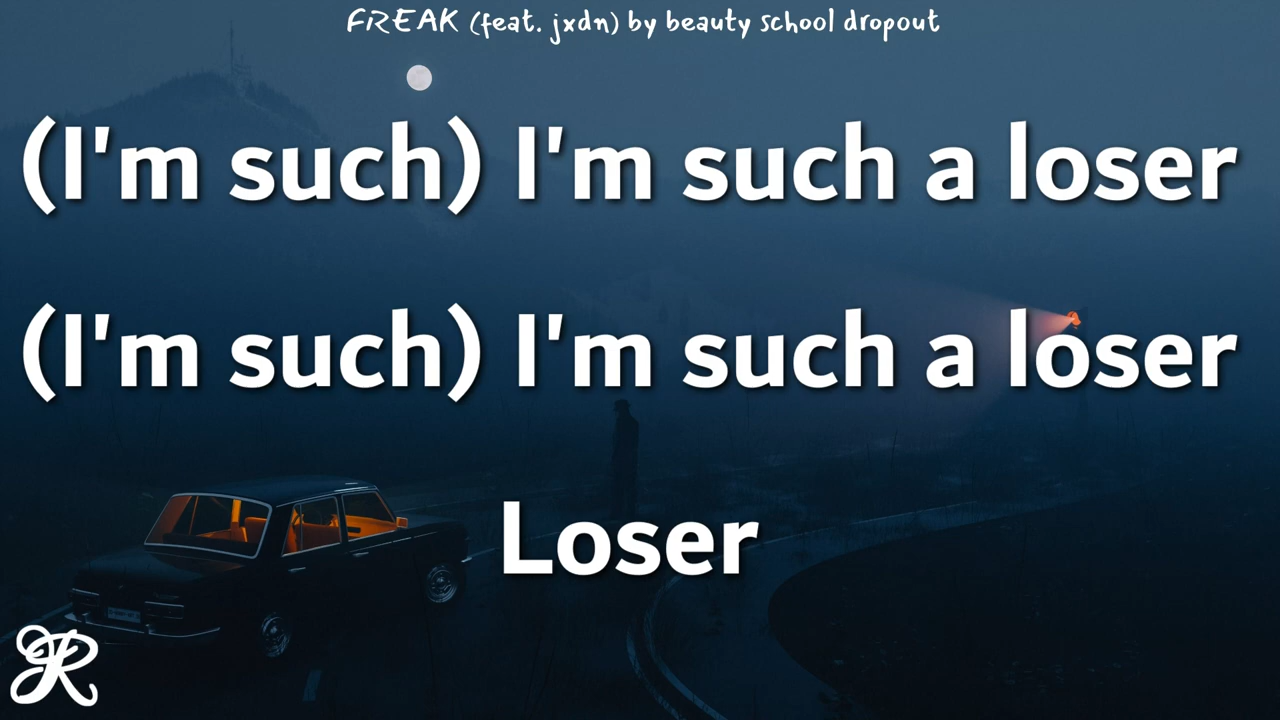 FREAK (feat. jxdn) by beauty school dropout
(I'm such) I'm such a loser
(I'm such) I'm such a loser
Loser